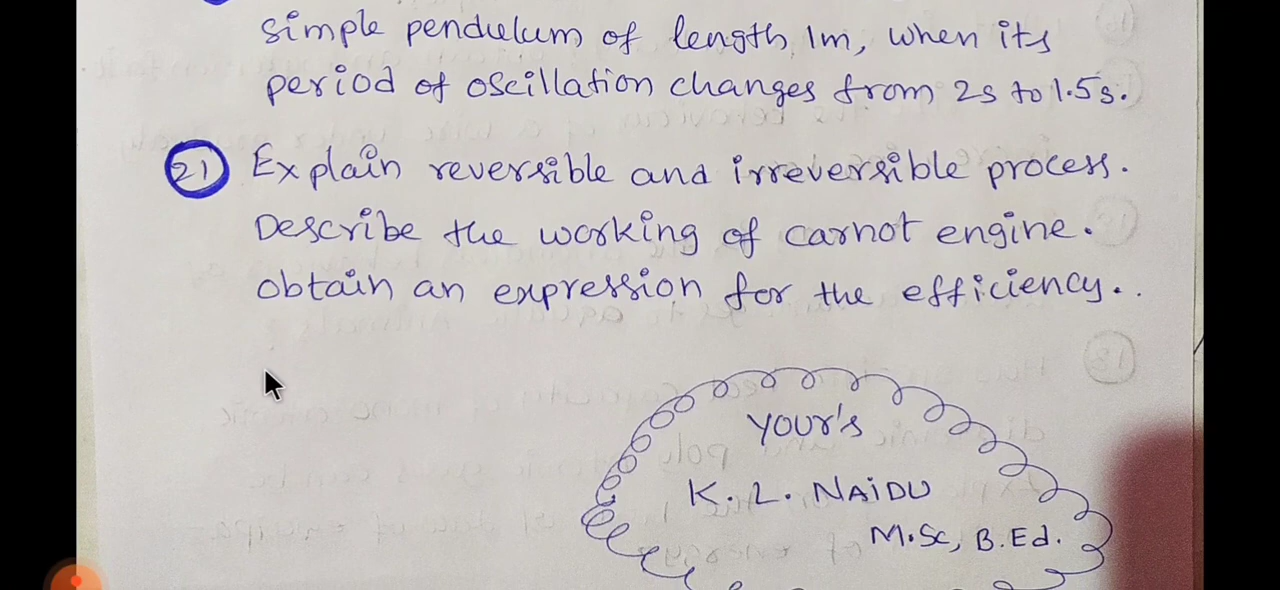 simple pendulum of length 1m, when its
period of oscillation changes from 2s to 1.5s.
21 Explain reversible and irreversible process.
Describe the working of carnot engine.
obtain an expression for the efficiency..
YOUR's
K. L. NAiDU
M.Sc, B.Ed.